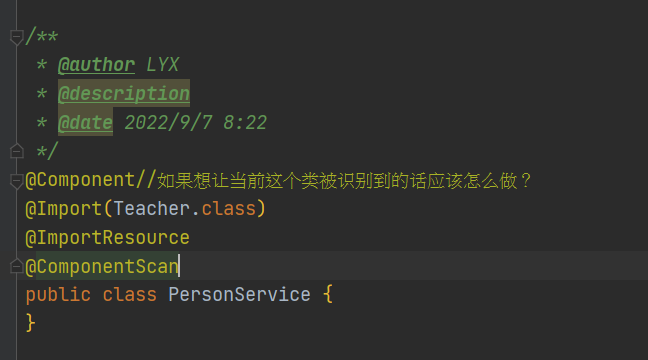 /**
 * @author LYX
 * @description
 * @date 2022/9/7 8:22
 */
@Component//如果想让当前这个类被识别到的话应该怎么做？
@Import(Teacher.class)
@ImportResource
@ComponentScan
public class PersonService {
}